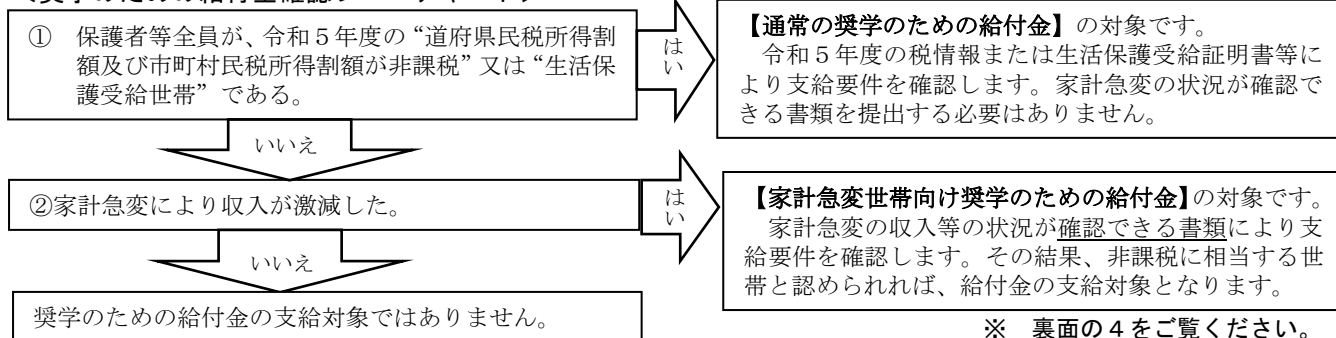 ① 保護者等全員が、令和５年度の“道府県民税所得割
額及び市町村民税所得割額が非課税”又は“生活保
護受給世帯”である。
はい
【通常の奨学のための給付金】の対象です。
令和５年度の税情報または生活保護受給証明書等に
より支給要件を確認します。家計急変の状況が確認で
きる書類を提出する必要はありません。
いいえ
②家計急変により収入が激減した。
はい
【家計急変世帯向け奨学のための給付金】の対象です。
家計急変の収入等の状況が確認できる書類により支
給要件を確認します。その結果、非課税に相当する世
帯と認められれば、給付金の支給対象となります。
いいえ
奨学のための給付金の支給対象ではありません。
※ 裏面の４をご覧ください。